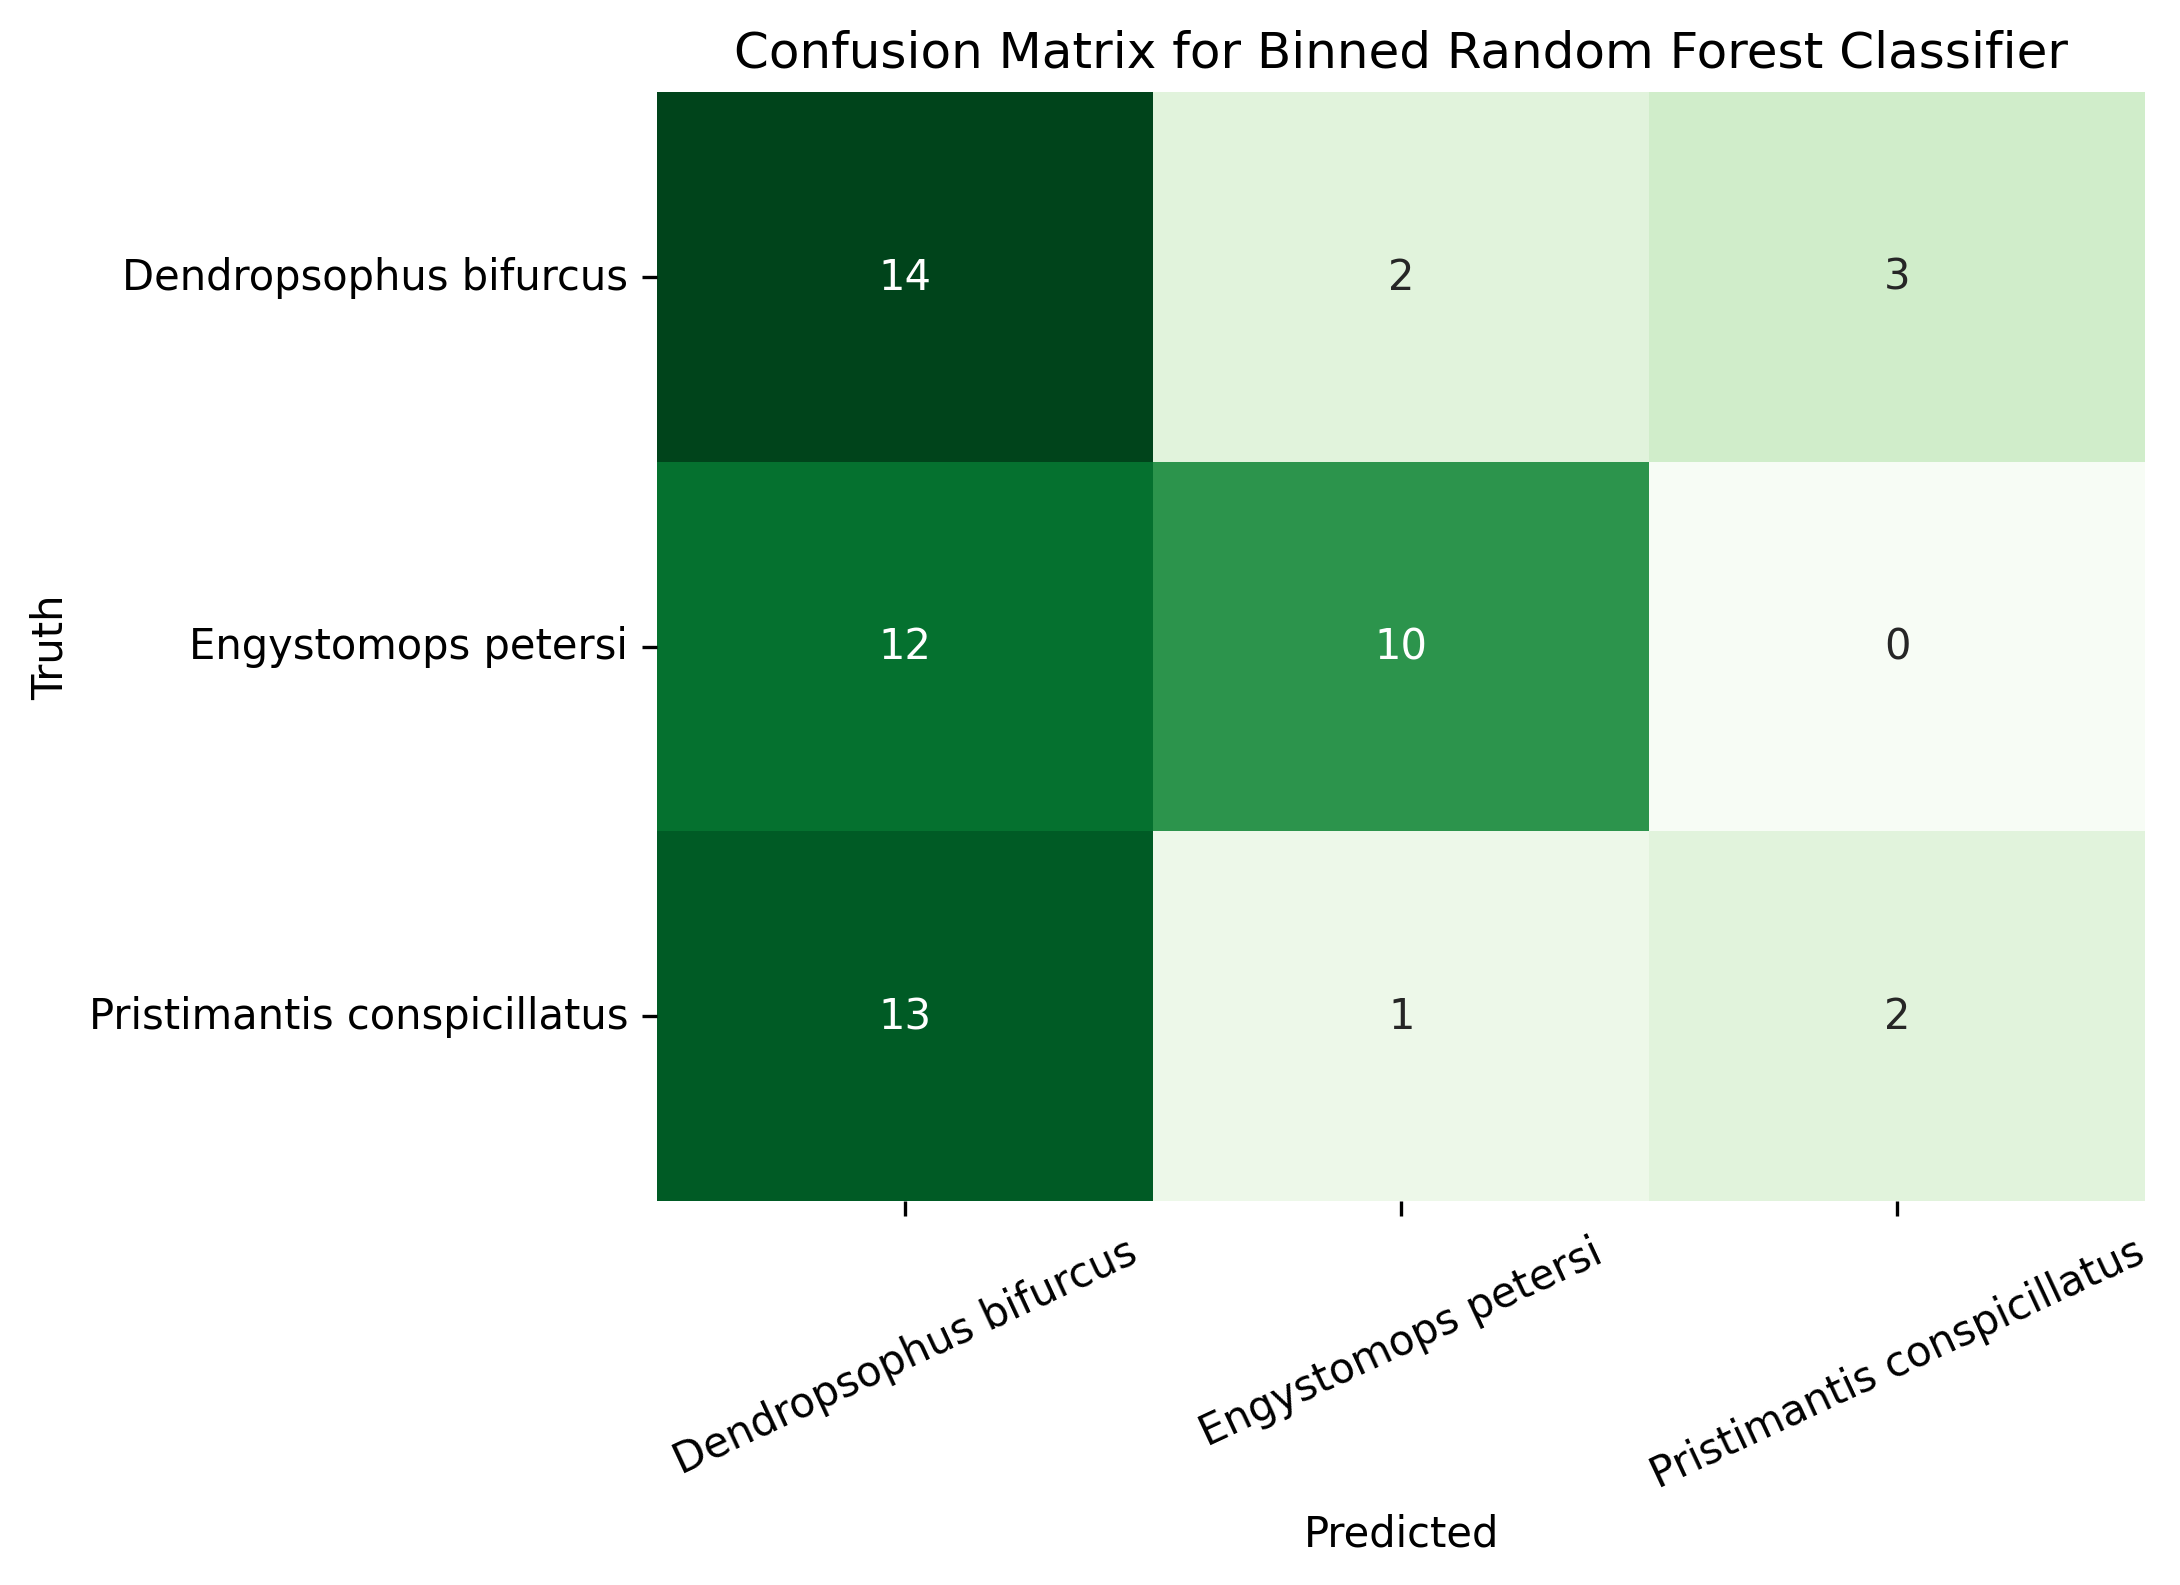 Confusion Matrix for Binned Random Forest Classifier
Truth
Dendropsophus bifurcus
14
2
3
Engystomops petersi
12
10
0
Pristimantis conspicillatus
13
1
2
Dendropsophus bifurcus
Engystomops petersi
Pristimantis conspicillatus
Predicted